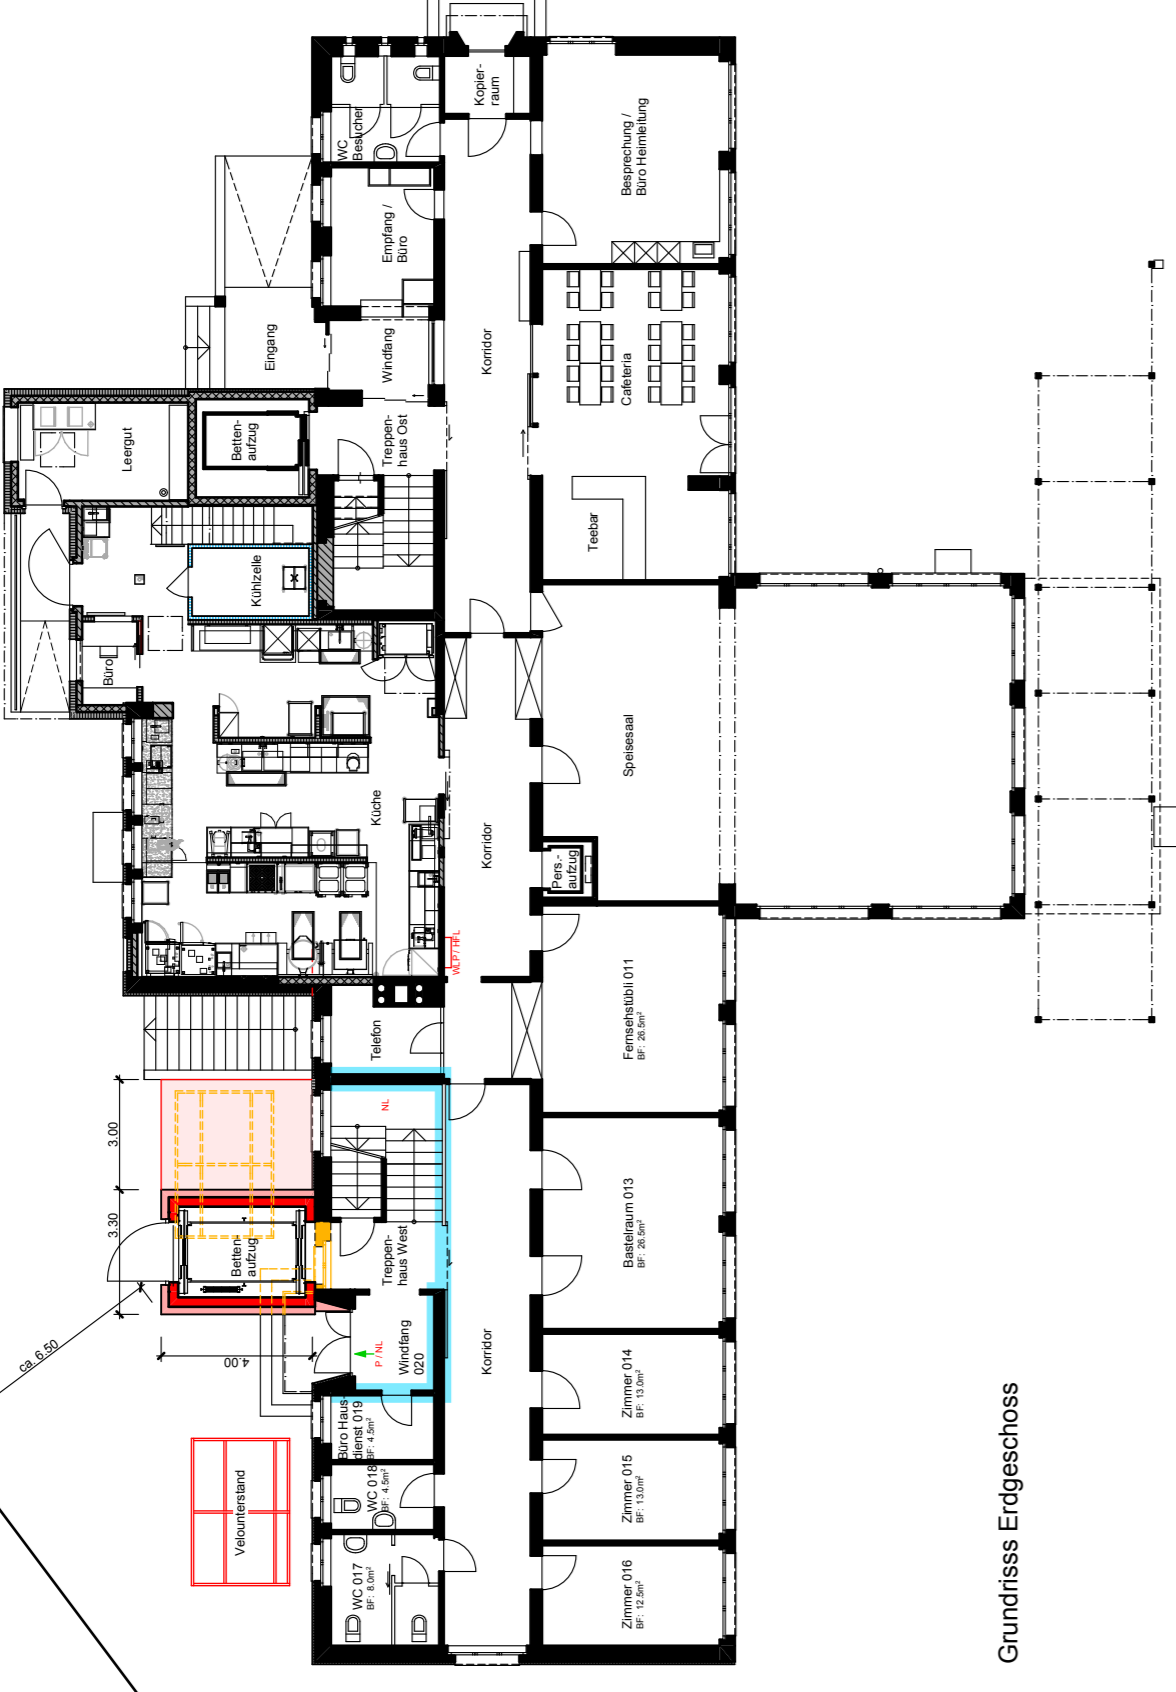 WC
Besucher
Kopier-
raum
Empfang /
Büro
Besprechung /
Büro Heimleitung
Eingang
Windfang
Korridor
Cafeteria
Leergut
Betten-
aufzug
Treppen-
haus Ost
Teebar
Kühlzelle
Büro
Küche
Korridor
Speisesaal
Pers.-
aufzug
WLP / HFL
Telefon
Fernsehstübli 011
BF: 26.5m²
NL
3.00
3.30
Betten-
aufzug
Treppen-
haus West
Bastelraum 013
BF: 26.5m²
ca. 6.50
4.00
P / NL
Windfang
020
Korridor
Zimmer 014
BF: 13.0m²
Büro Haus-
dienst 019
BF: 4.5m²
WC 018
BF: 4.5m²
Zimmer 015
BF: 13.0m²
Velounterstand
WC 017
BF: 8.0m²
Zimmer 016
BF: 12.5m²
Grundrisss Erdgeschoss